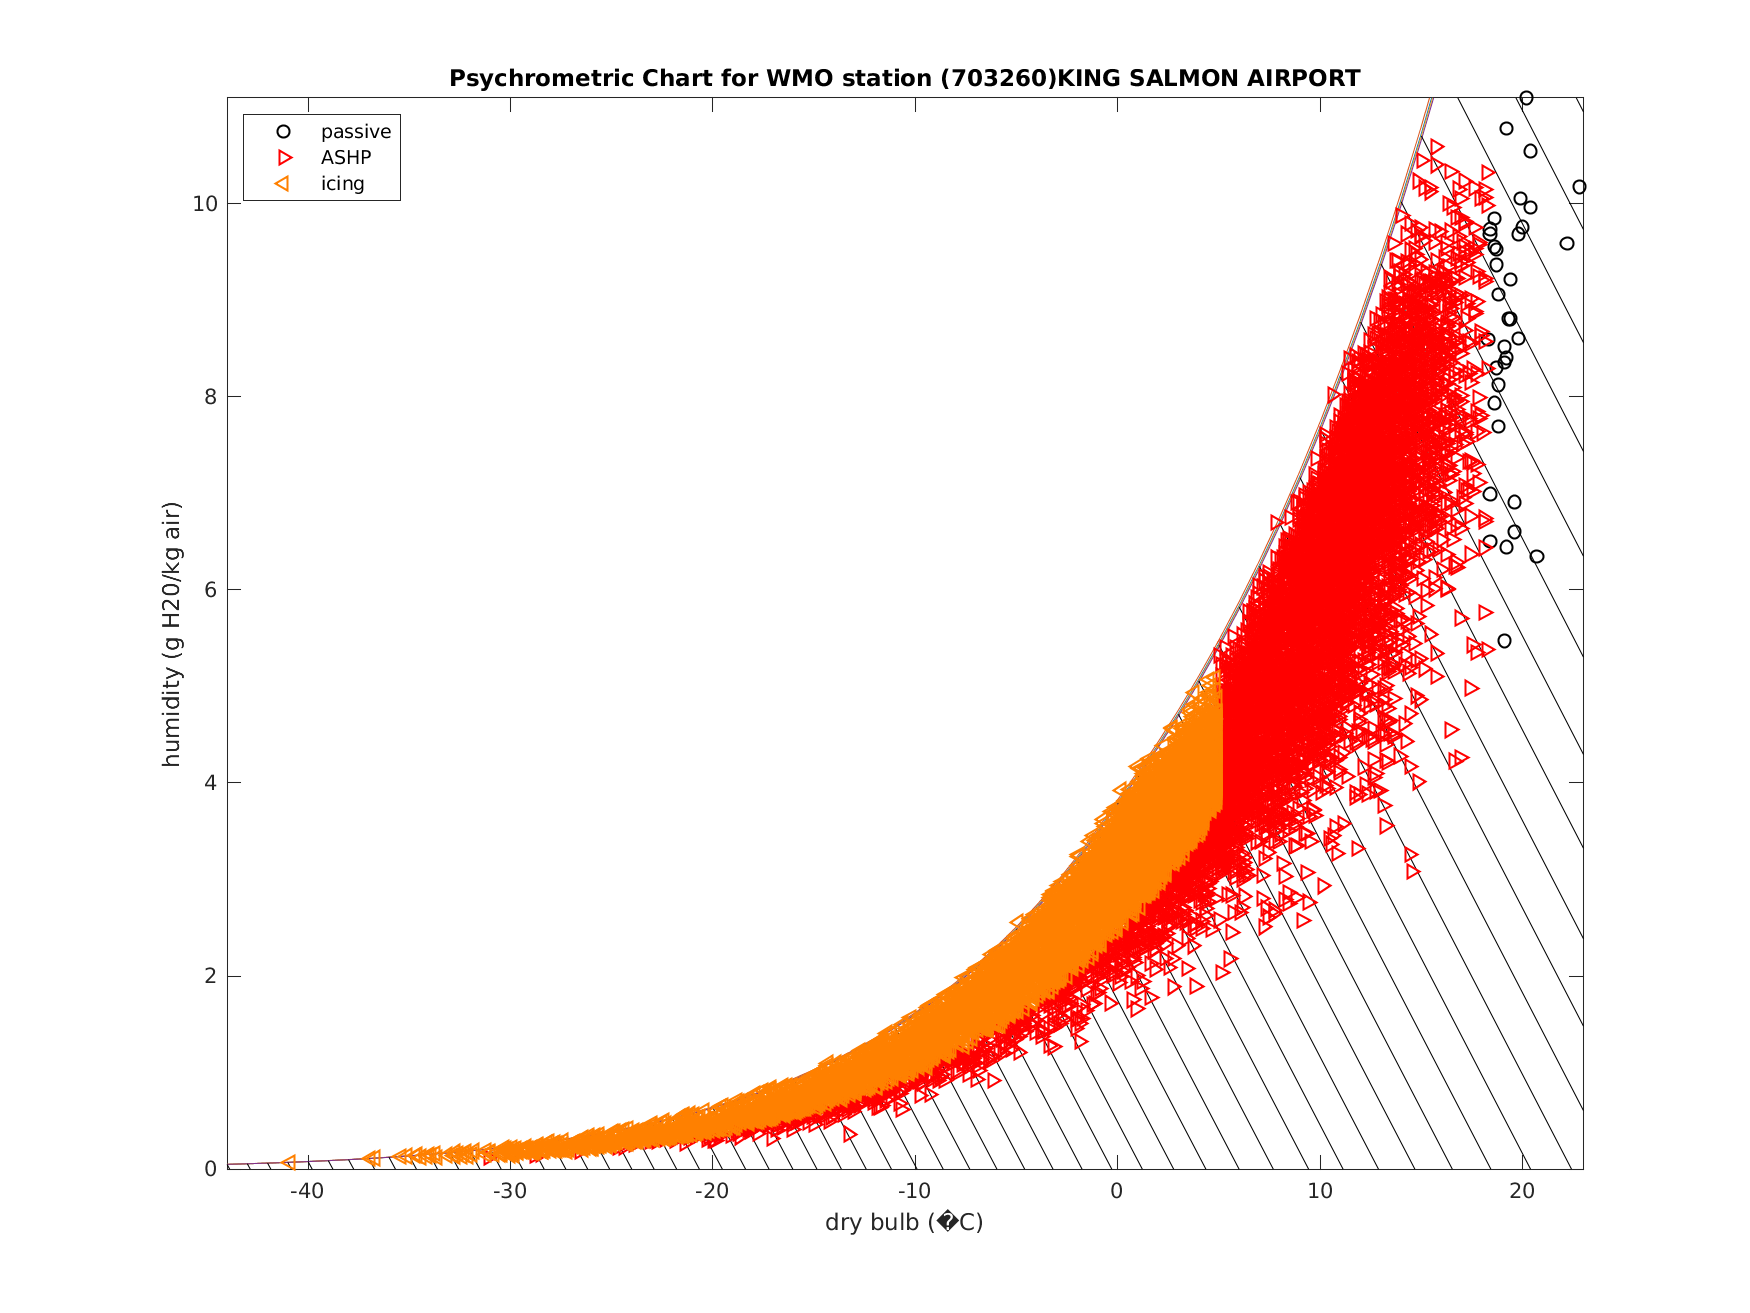 Psychrometric Chart for WMO station (703260)KING SALMON AIRPORT
passive
ASHP
icing
humidity (g H20/kg air)
10
8
6
4
2
0
-40 -30 -20 -10 0 10 20
dry bulb (�C)